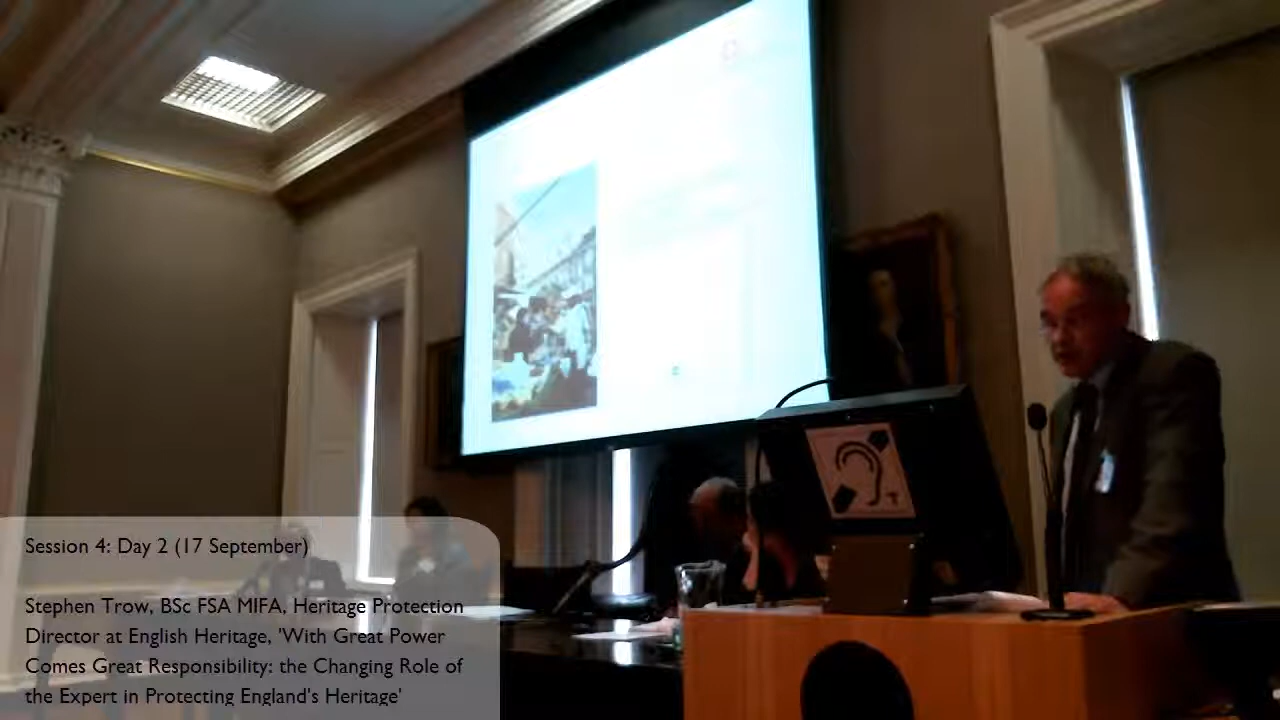 Session 4: Day 2 (17 September)
Stephen Trow, BSc FSA MIFA, Heritage Protection
Director at English Heritage, 'With Great Power
Comes Great Responsibility: the Changing Role of
the Expert in Protecting England's Heritage'
T